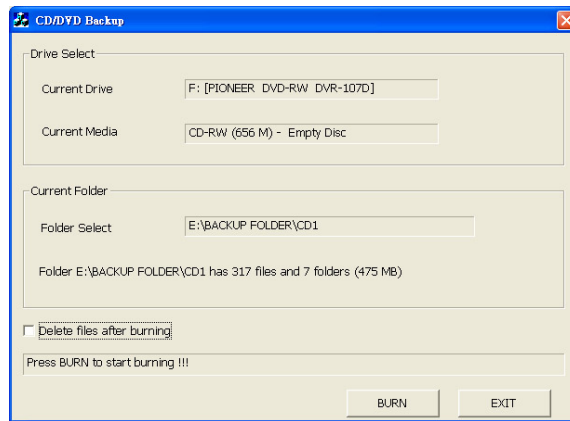 CD/DVD Backup
Drive Select
Current Drive
F: [PIONEER DVD-RW DVR-107D]
Current Media
CD-RW (656 M) - Empty Disc
Current Folder
Folder Select
E:\BACKUP FOLDER\CD1
Folder E:\BACKUP FOLDER\CD1 has 317 files and 7 folders (475 MB)
Delete files after burning
Press BURN to start burning !!!
BURN
EXIT